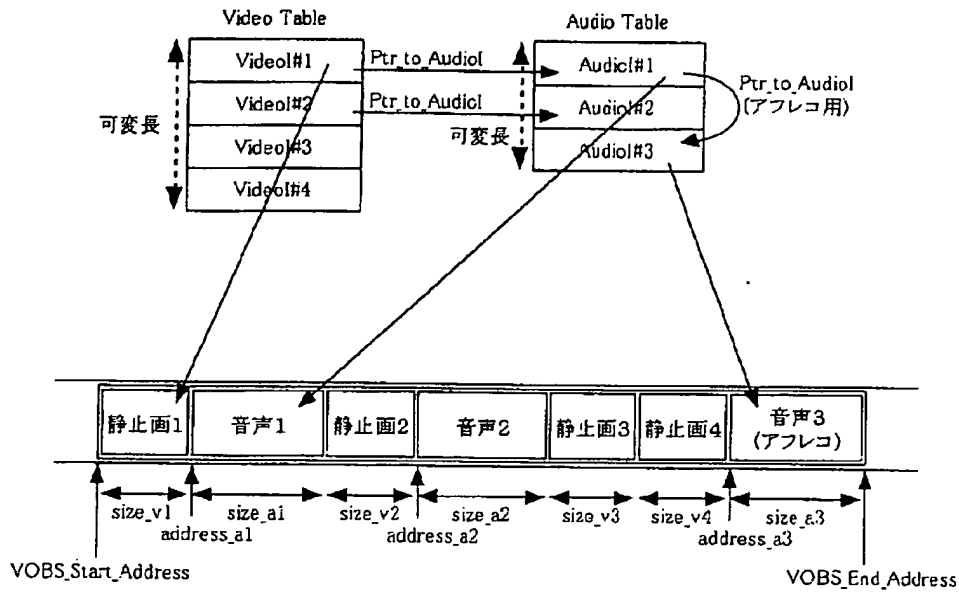 Video Table
Audio Table
VideoI#1
VideoI#2
VideoI#3
VideoI#4
可変長
Ptr_to_AudioI
Ptr_to_AudioI
AudioI#1
AudioI#2
AudioI#3
可変長
Ptr_to_AudioI
(アフレコ用)
静止画1
音声1
静止画2
音声2
静止画3
静止画4
音声3
(アフレコ)
size_v1
size_a1
size_v2
size_a2
size_v3
size_v4
size_a3
address_a1
address_a2
address_a3
VOBS_Start_Address
VOBS_End_Address